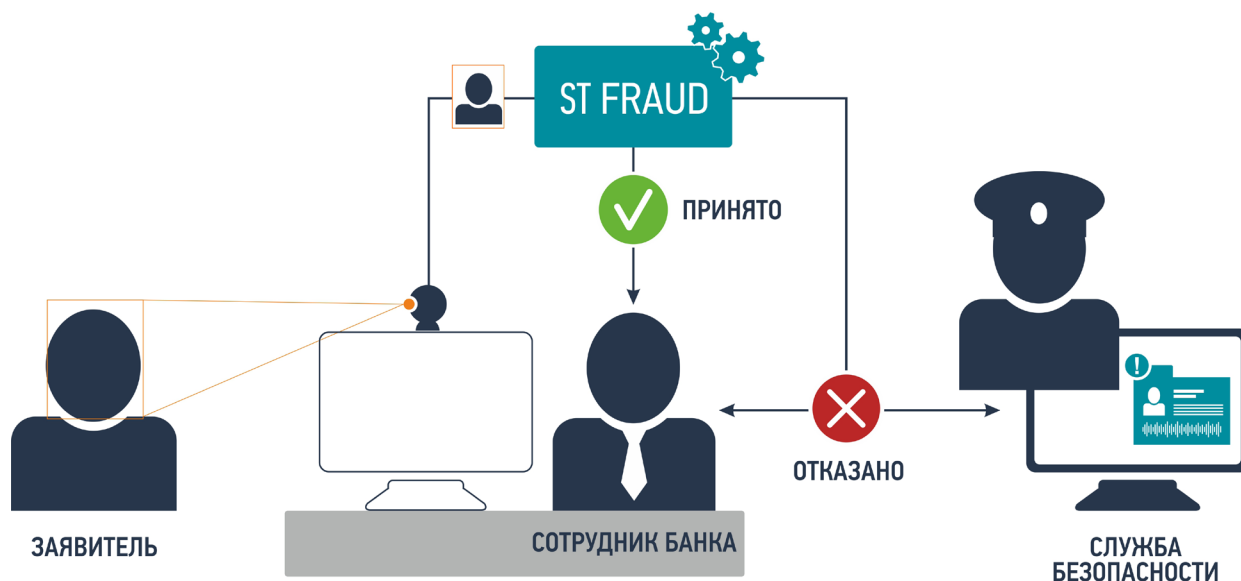 ST FRAUD
ПРИНЯТО
ОТКАЗАНО
ЗАЯВИТЕЛЬ
СОТРУДНИК БАНКА
СЛУЖБА
БЕЗОПАСНОСТИ